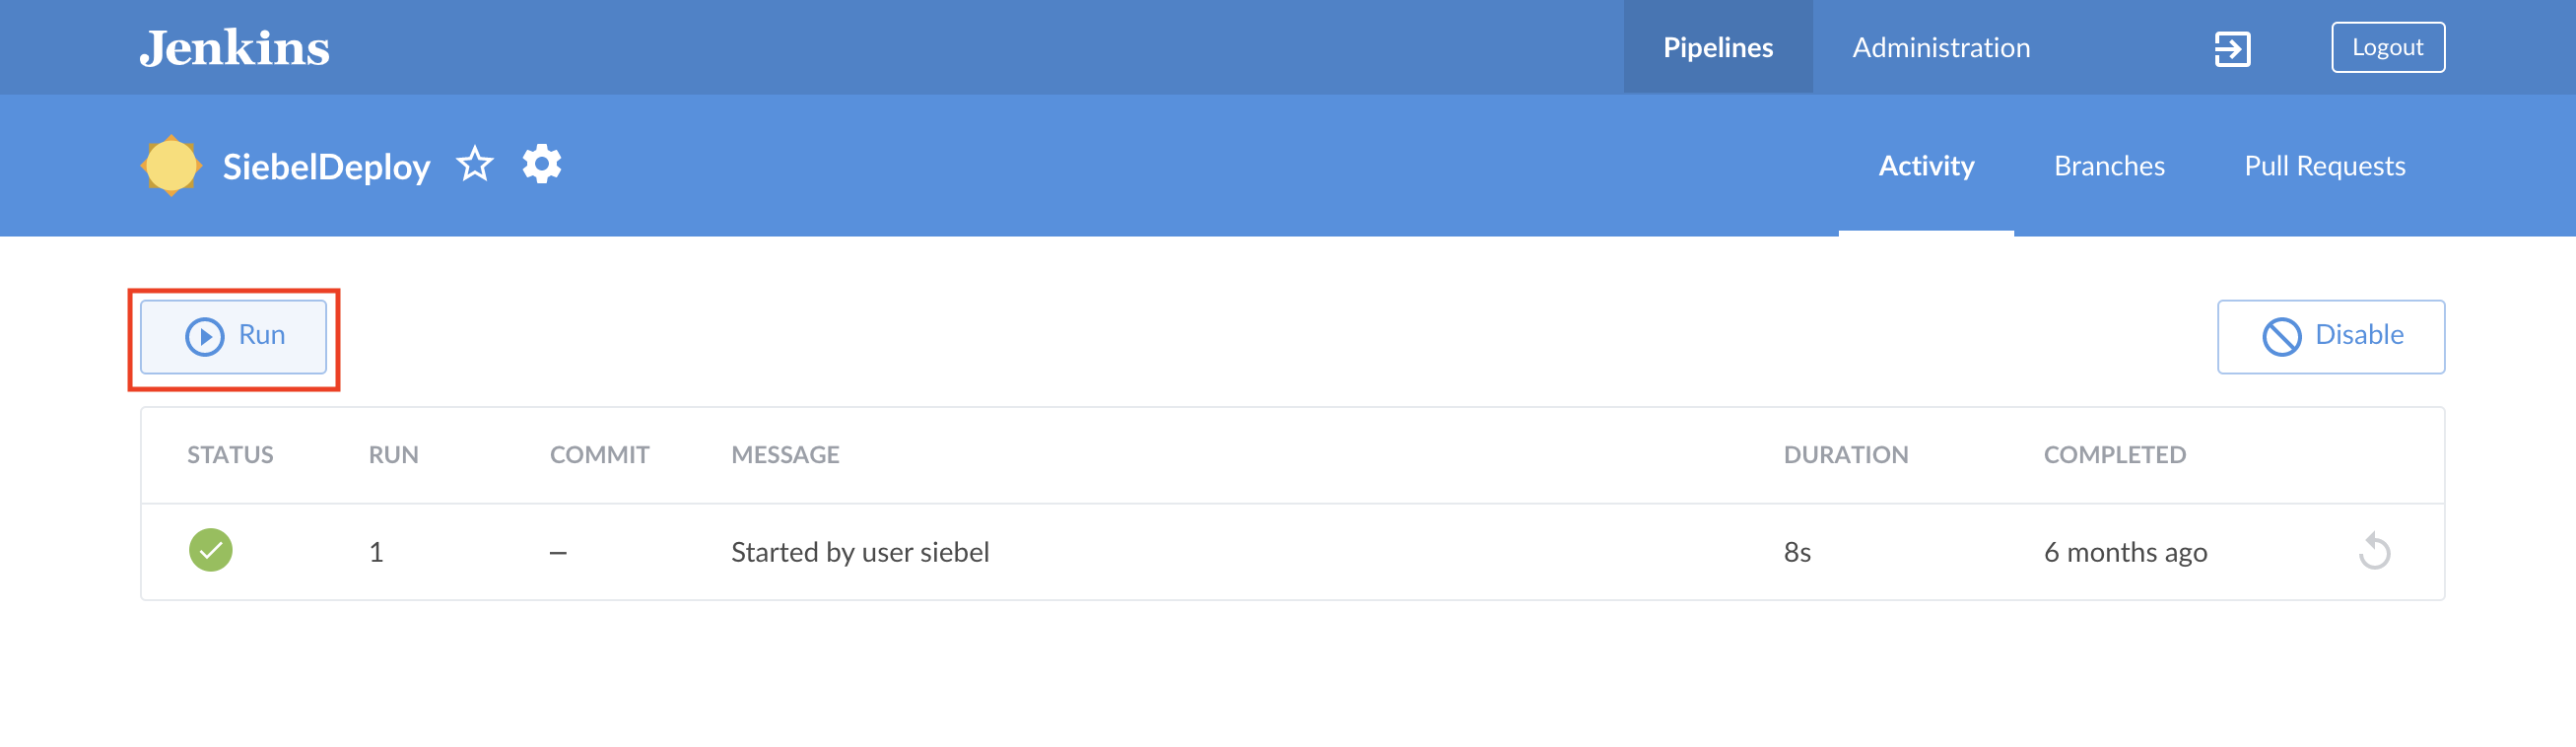 Jenkins Pipelines Administration Logout
SiebelDeploy Activity Branches Pull Requests
Run Disable
STATUS RUN COMMIT MESSAGE DURATION COMPLETED
1 – Started by user siebel 8s 6 months ago